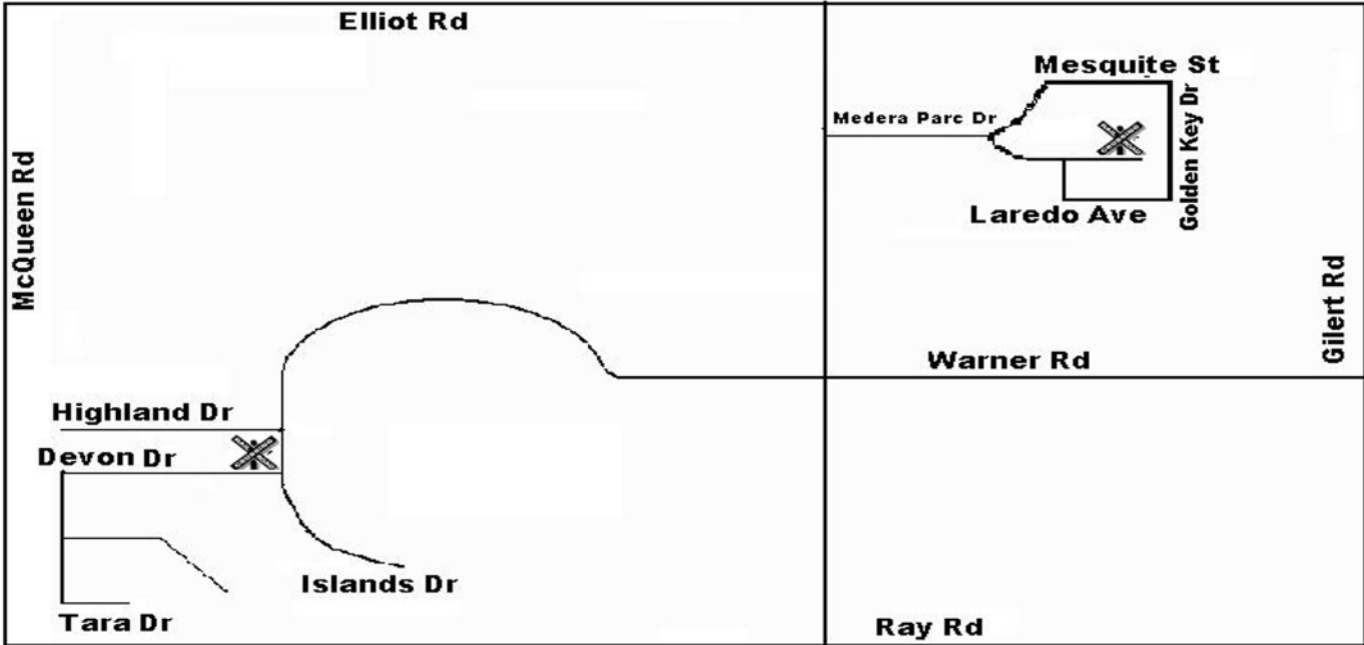 Elliot Rd
Mesquite St
Medera Parc Dr
Golden Key Dr
McQueen Rd
Laredo Ave
Gilert Rd
Warner Rd
Highland Dr
Devon Dr
Islands Dr
Tara Dr
Ray Rd